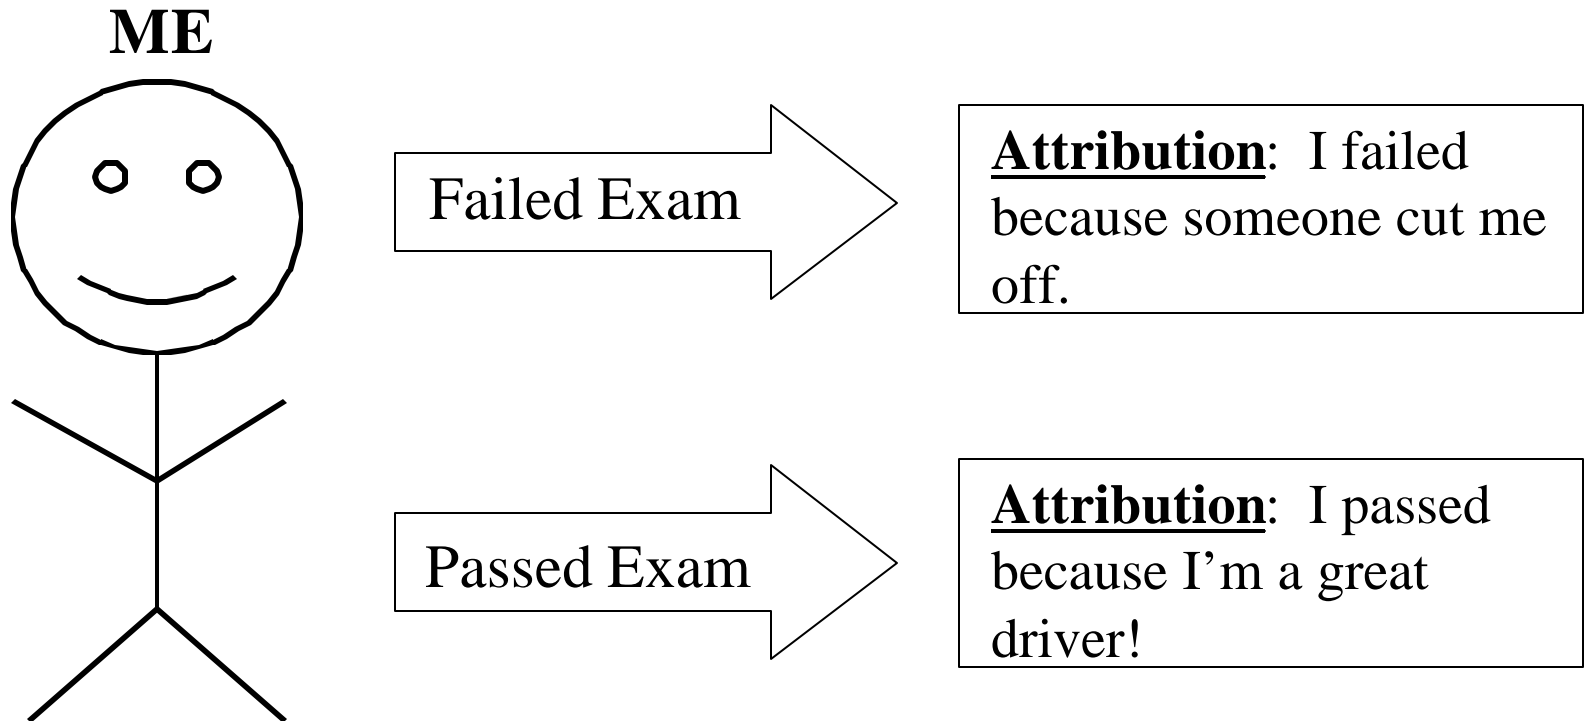 ME
Failed Exam
Attribution:  I failed
because someone cut me
off.
Passed Exam
Attribution:  I passed
because I’m a great
driver!